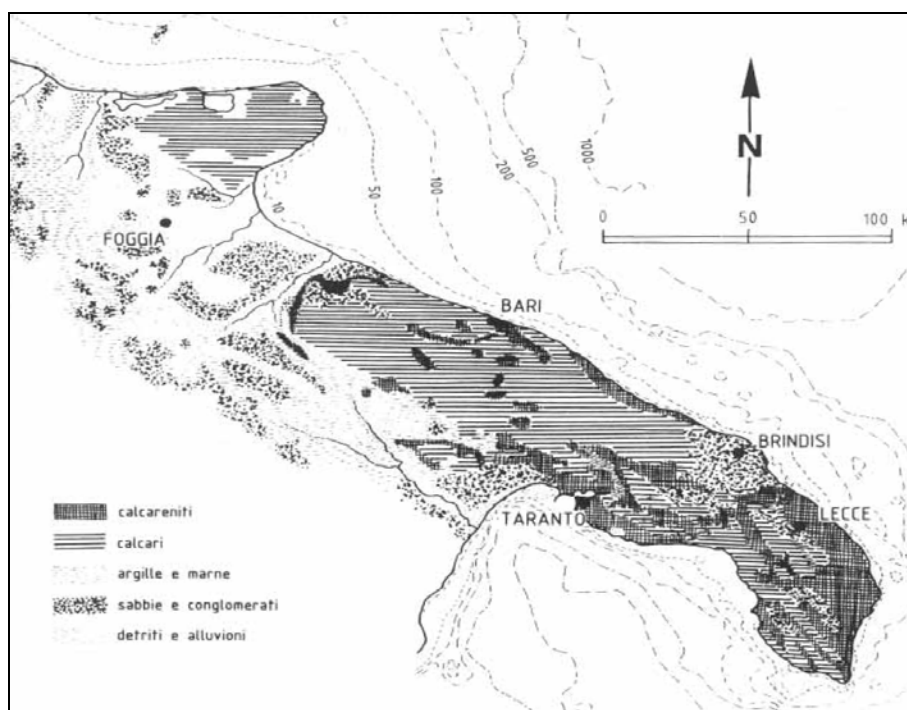 N
0 50 100 k
1000
500
200
100
50
10
FOGGIA
BARI
BRINDISI
TARANTO
LECCE
calcareniti
calcari
argille e marne
sabbie e conglomerati
detriti e alluvioni